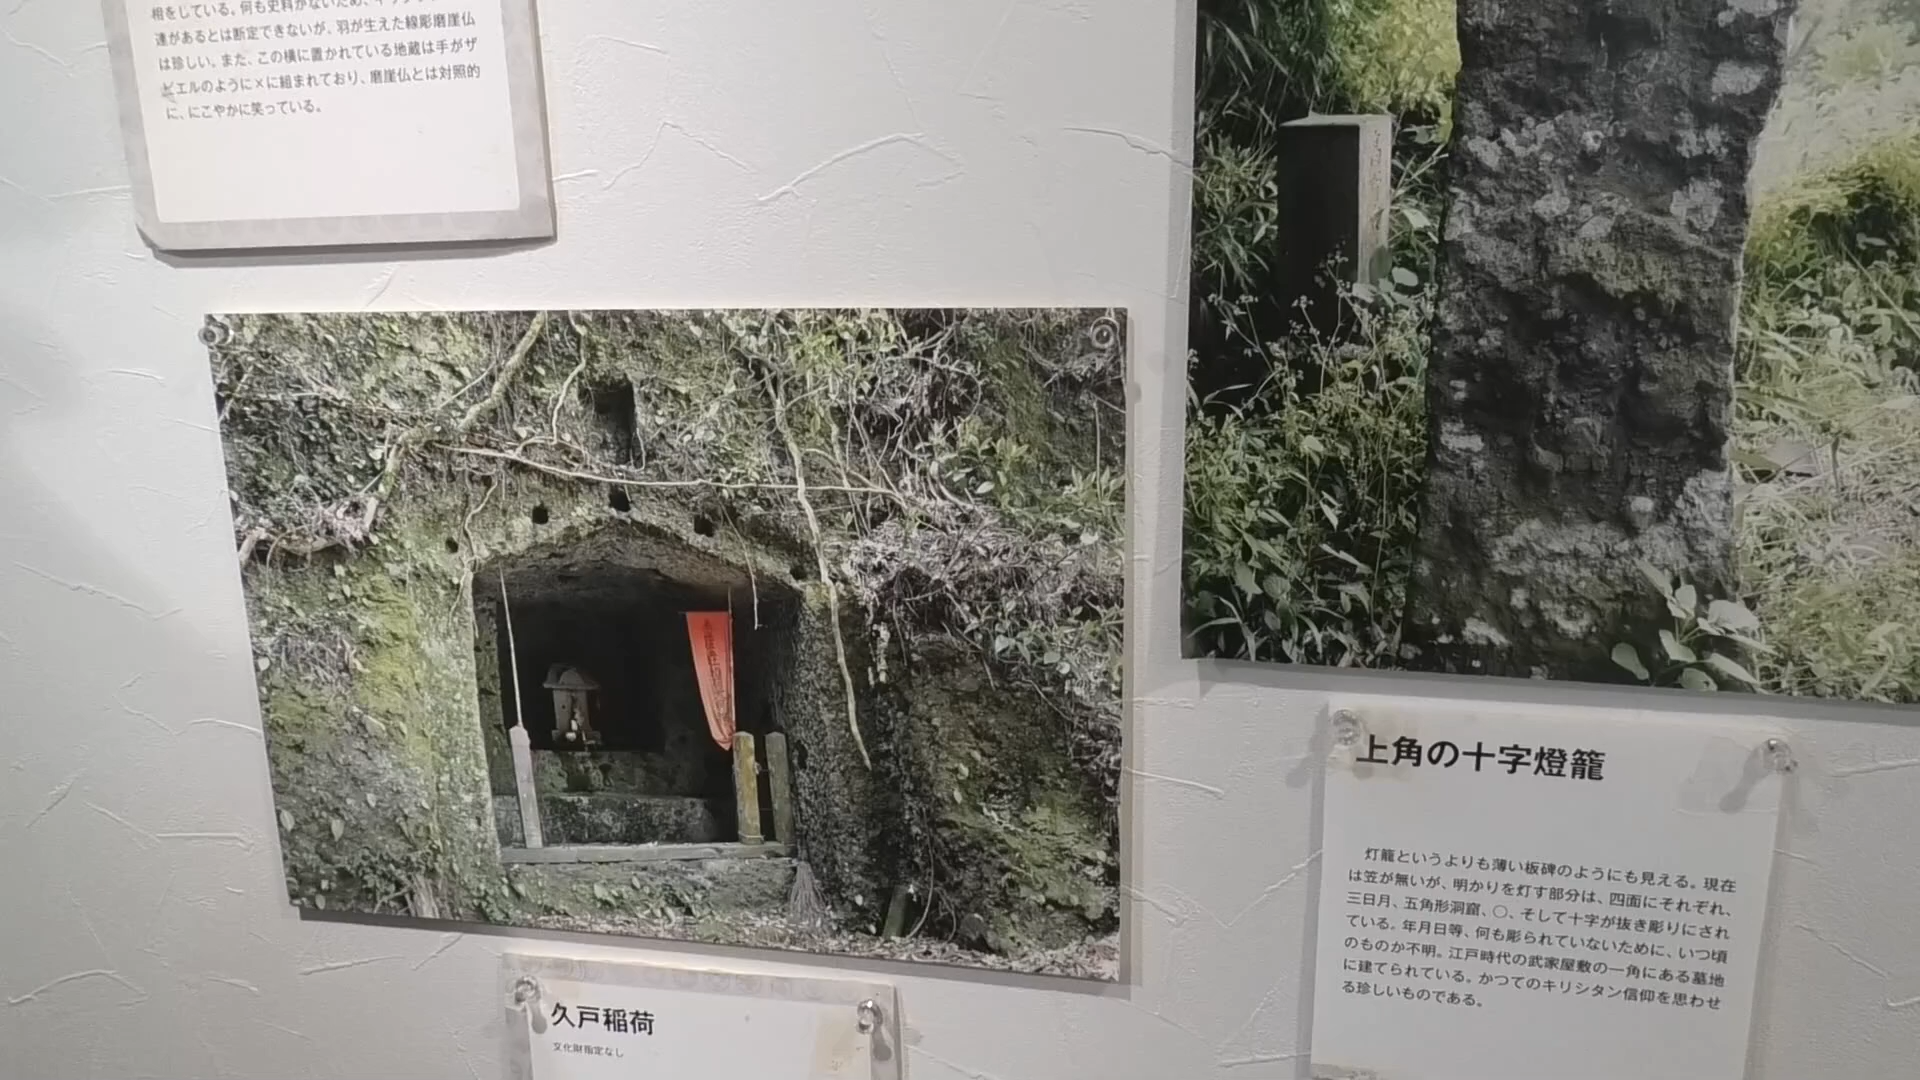 相をしている。何も史料がないため、キリシタ
達があるとは断定できないが、羽が生えた線彫磨崖仏
は珍しい。また、この横に置かれている地蔵は手がザ
ビエルのように×に組まれており、磨崖仏とは対照的
に、にこやかに笑っている。
久戸稲荷
文化財指定なし
上角の十字燈籠
灯籠というよりも薄い板碑のようにも見える。現在
は笠が無いが、明かりを灯す部分は、四面にそれぞれ、
三日月、五角形洞窟、○、そして十字が抜き彫りにされ
ている。年月日等、何も彫られていないために、いつ頃
のものか不明。江戸時代の武家屋敷の一角にある墓地
に建てられている。かつてのキリシタン信仰を思わせ
る珍しいものである。